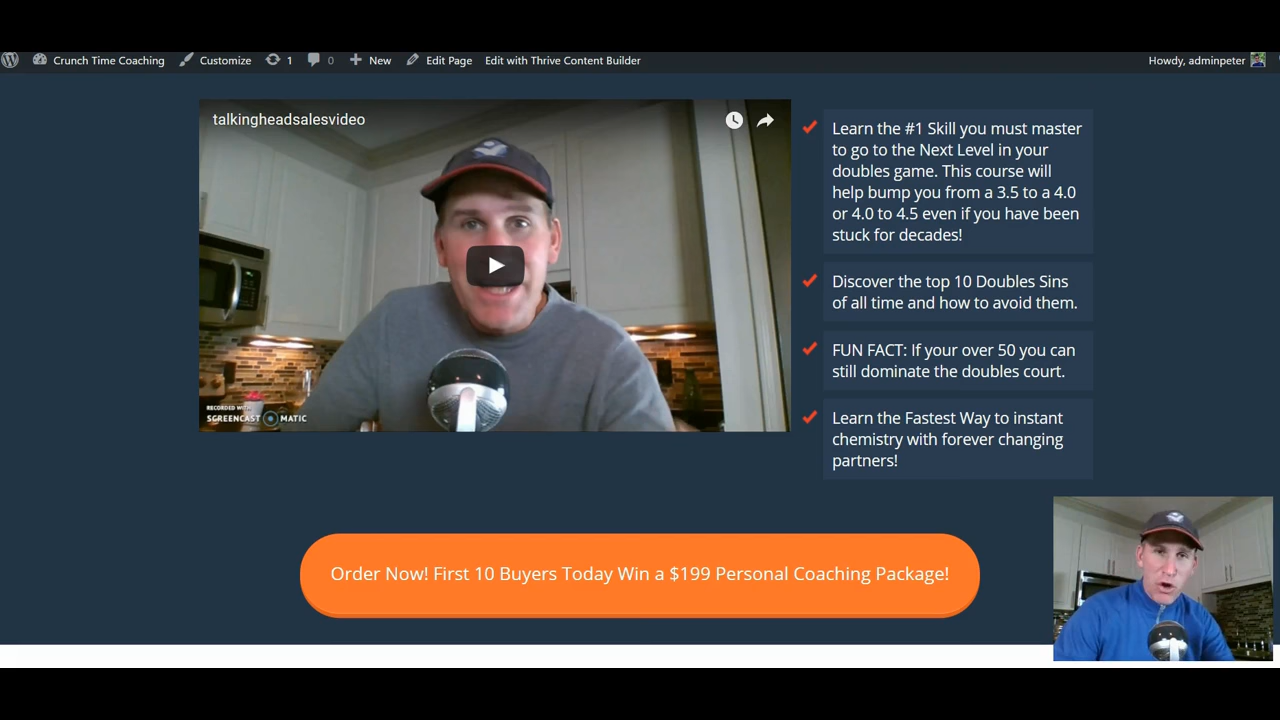 Crunch Time Coaching Customize 1 0 New Edit Page Edit with Thrive Content Builder Howdy, adminpeter
talkingheadsalesvideo
Learn the #1 Skill you must master
to go to the Next Level in your
doubles game. This course will
help bump you from a 3.5 to a 4.0
or 4.0 to 4.5 even if you have been
stuck for decades!
Discover the top 10 Doubles Sins
of all time and how to avoid them.
FUN FACT: If your over 50 you can
still dominate the doubles court.
Learn the Fastest Way to instant
chemistry with forever changing
partners!
RECORDED WITH
SCREENCAST MATIC
Order Now! First 10 Buyers Today Win a $199 Personal Coaching Package!